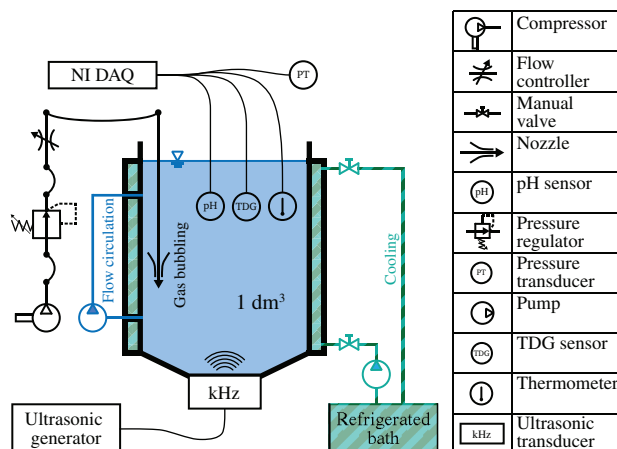 NI DAQ
PT
pH
TDG
Flow circulation
Gas bubbling
1 dm³
Cooling
kHz
Ultrasonic
generator
Refrigerated
bath
Compressor
Flow
controller
Manual
valve
Nozzle
pH
pH sensor
Pressure
regulator
PT
Pressure
transducer
Pump
TDG
TDG sensor
Thermometer
kHz
Ultrasonic
transducer